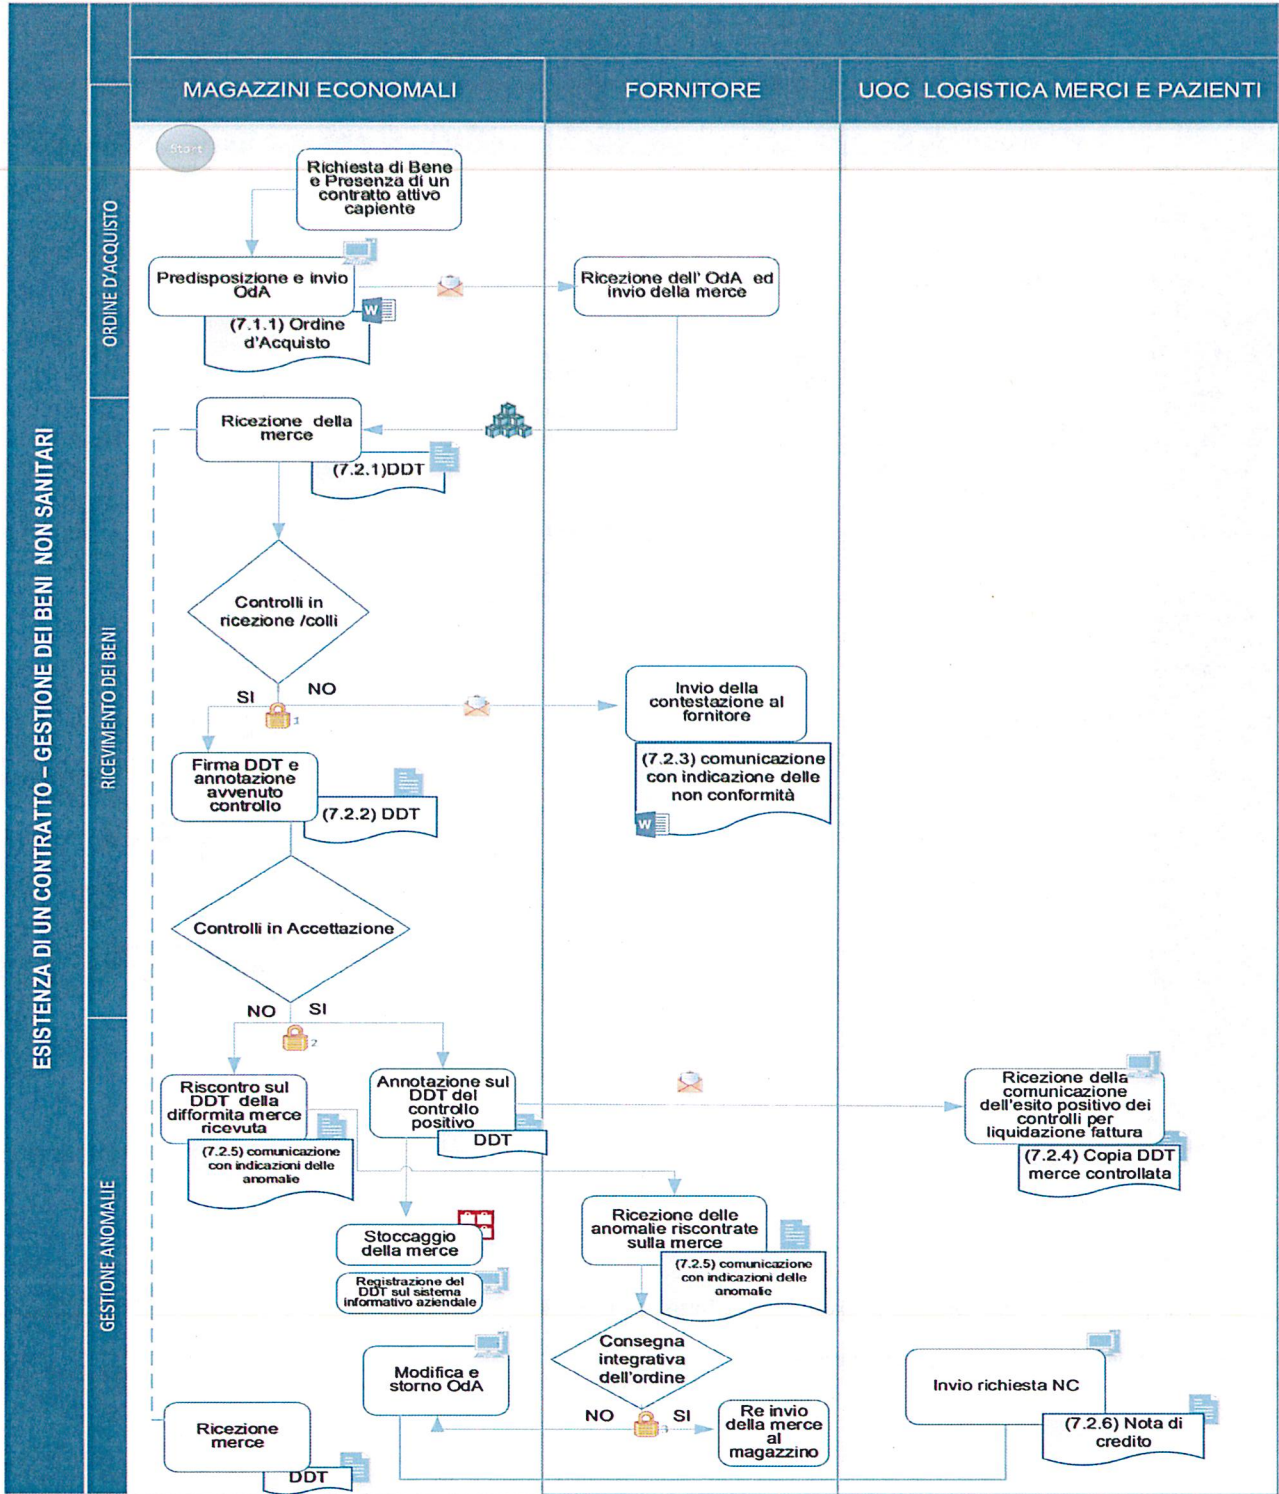 ESISTENZA DI UN CONTRATTO – GESTIONE DEI BENI NON SANITARI
MAGAZZINI ECONOMALI
FORNITORE
UOC LOGISTICA MERCI E PAZIENTI
ORDINE D'ACQUISTO
Start
Richiesta di Bene
e Presenza di un
contratto attivo
capiente
Predisposizione e invio
OdA
W
(7.1.1) Ordine
d'Acquisto
Ricezione dell' OdA ed
invio della merce
RICEVIMENTO DEI BENI
Ricezione della
merce
(7.2.1)DDT
Controlli in
ricezione /colli
SI
NO
1
Invio della
contestazione al
fornitore
(7.2.3) comunicazione
con indicazione delle
non conformità
W
Firma DDT e
annotazione
avvenuto
controllo
(7.2.2) DDT
Controlli in Accettazione
NO
SI
2
GESTIONE ANOMALIE
Riscontro sul
DDT della
difformita merce
ricevuta
(7.2.5) comunicazione
con indicazioni delle
anomalie
Annotazione sul
DDT del
controllo
positivo
DDT
Ricezione della
comunicazione
dell'esito positivo dei
controlli per
liquidazione fattura
(7.2.4) Copia DDT
merce controllata
Stoccaggio
della merce
Registrazione del
DDT sul sistema
informativo aziendale
Ricezione delle
anomalie riscontrate
sulla merce
(7.2.5) comunicazione
con indicazioni delle
anomalie
Consegna
integrativa
dell'ordine
NO
SI
3
Modifica e
storno OdA
Re invio
della merce
al
magazzino
Invio richiesta NC
(7.2.6) Nota di
credito
Ricezione
merce
DDT